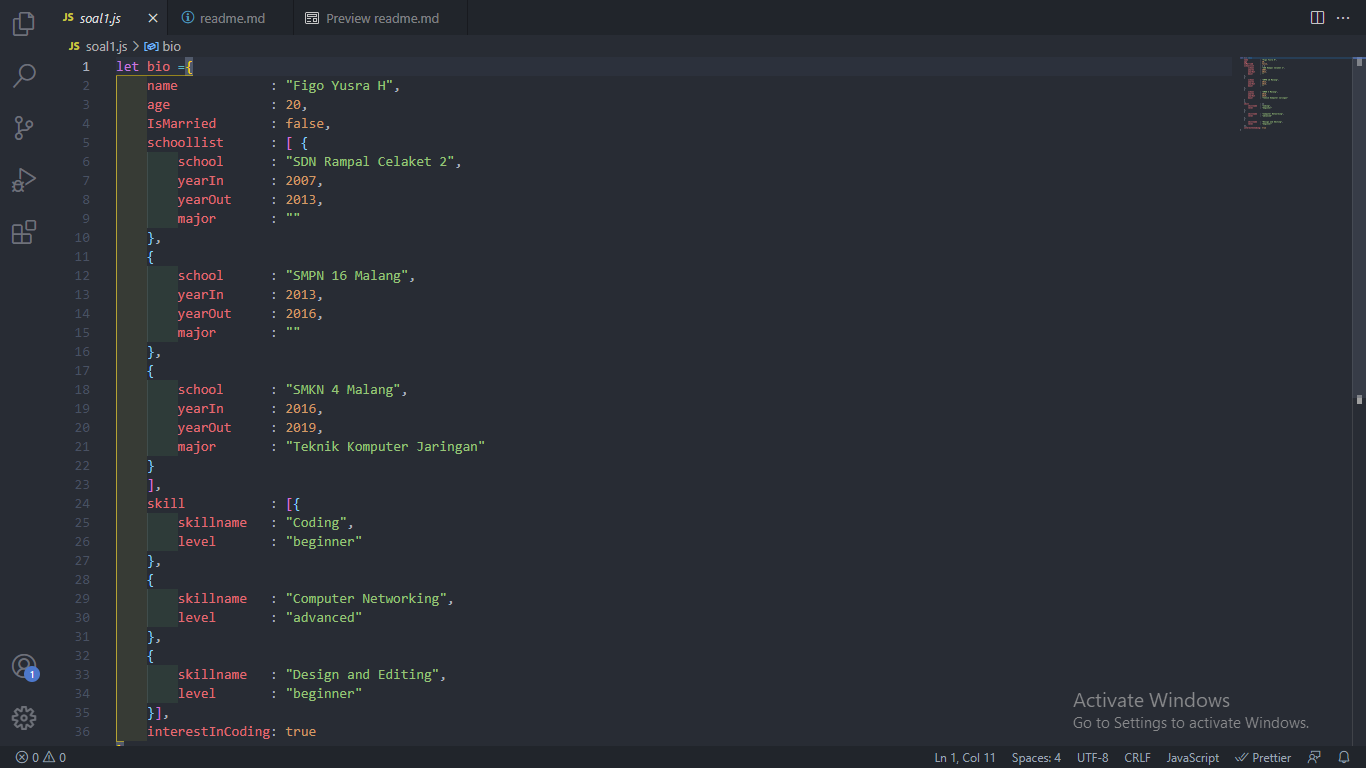 JS soal1.js × readme.md Preview readme.md ...
JS soal1.js > bio
1 let bio ={
2 name : "Figo Yusra H",
3 age : 20,
4 IsMarried : false,
5 schoollist : [ {
6 school : "SDN Rampal Celaket 2",
7 yearIn : 2007,
8 yearOut : 2013,
9 major : ""
10 },
11 {
12 school : "SMPN 16 Malang",
13 yearIn : 2013,
14 yearOut : 2016,
15 major : ""
16 },
17 {
18 school : "SMKN 4 Malang",
19 yearIn : 2016,
20 yearOut : 2019,
21 major : "Teknik Komputer Jaringan"
22 }
23 ],
24 skill : [{
25 skillname : "Coding",
26 level : "beginner"
27 },
28 {
29 skillname : "Computer Networking",
30 level : "advanced"
31 },
32 {
33 skillname : "Design and Editing",
34 level : "beginner"
35 }],
36 interestInCoding: true
1
Activate Windows
Go to Settings to activate Windows.
0 0 Ln 1, Col 11 Spaces: 4 UTF-8 CRLF JavaScript Prettier